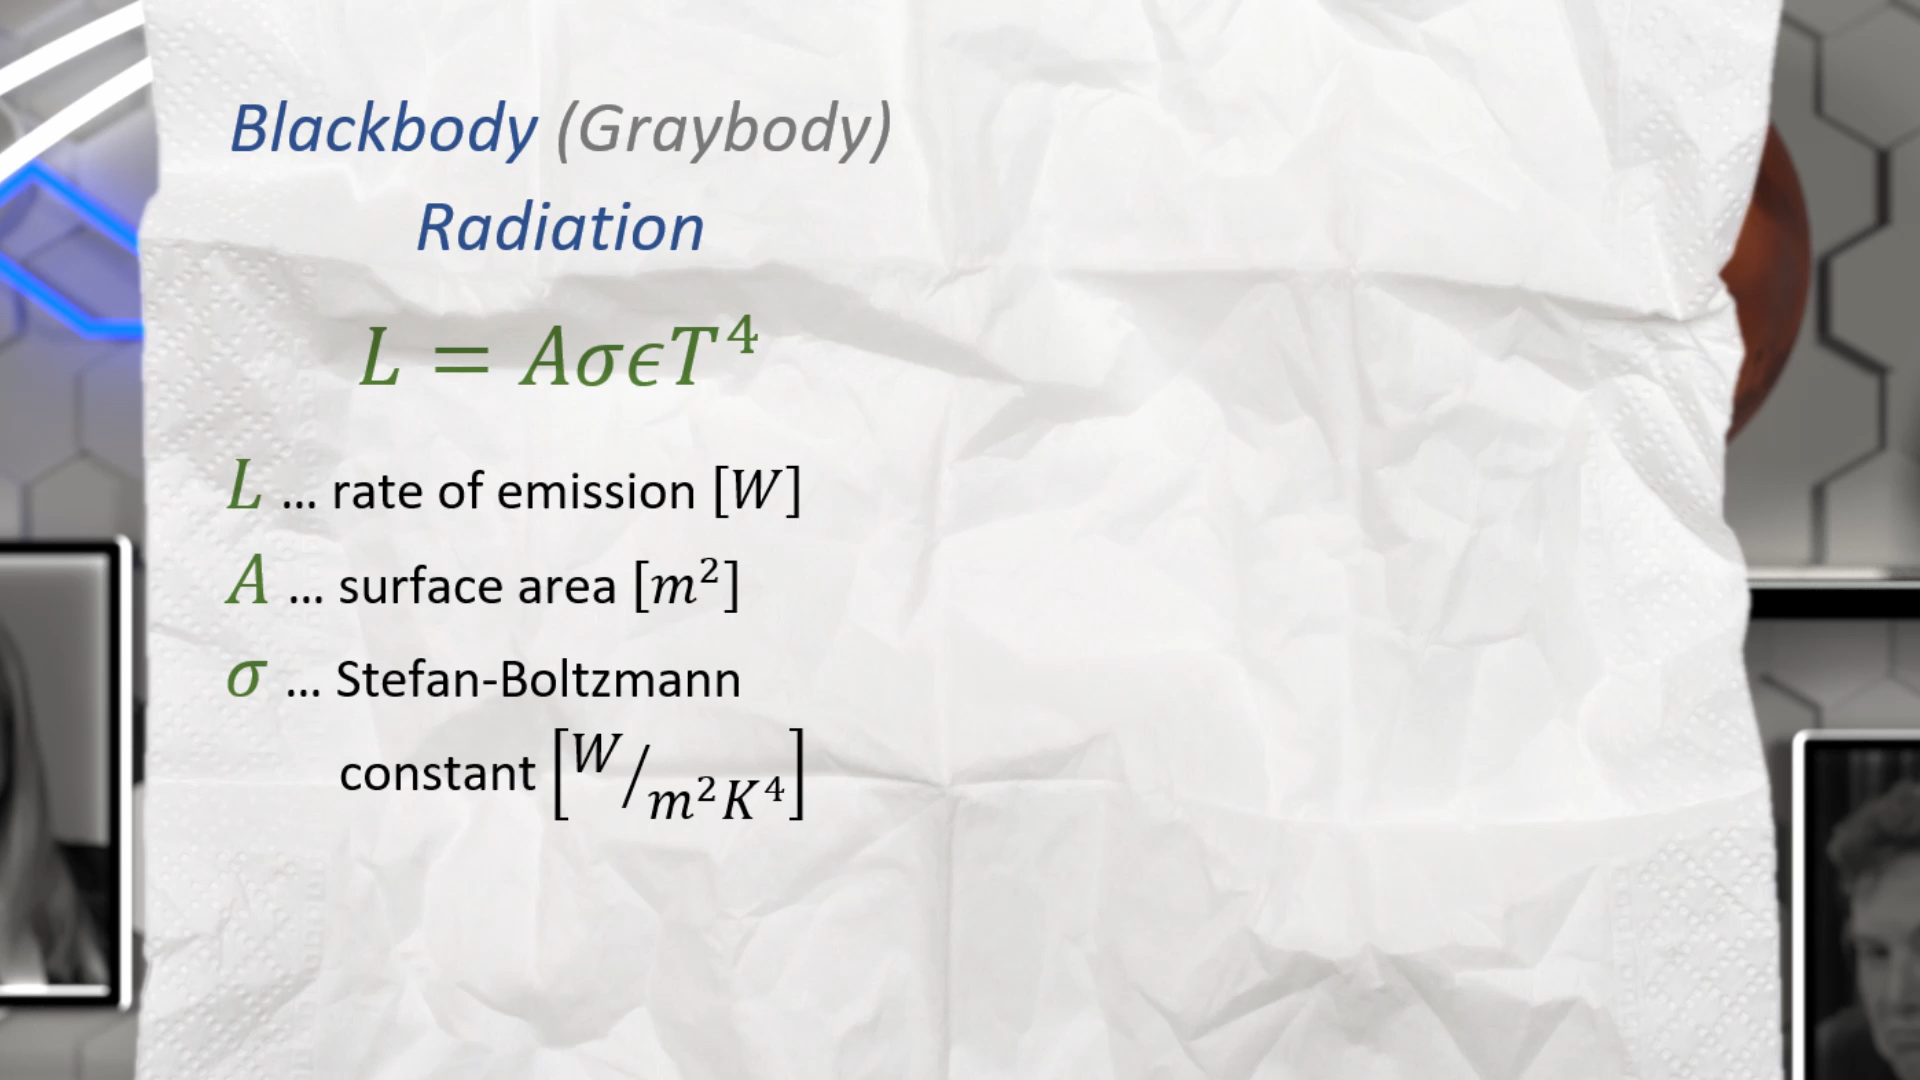 Blackbody (Graybody)
Radiation
L = AσϵT⁴
L ... rate of emission [W]
A ... surface area [m²]
σ ... Stefan-Boltzmann
constant [W/m²K⁴]